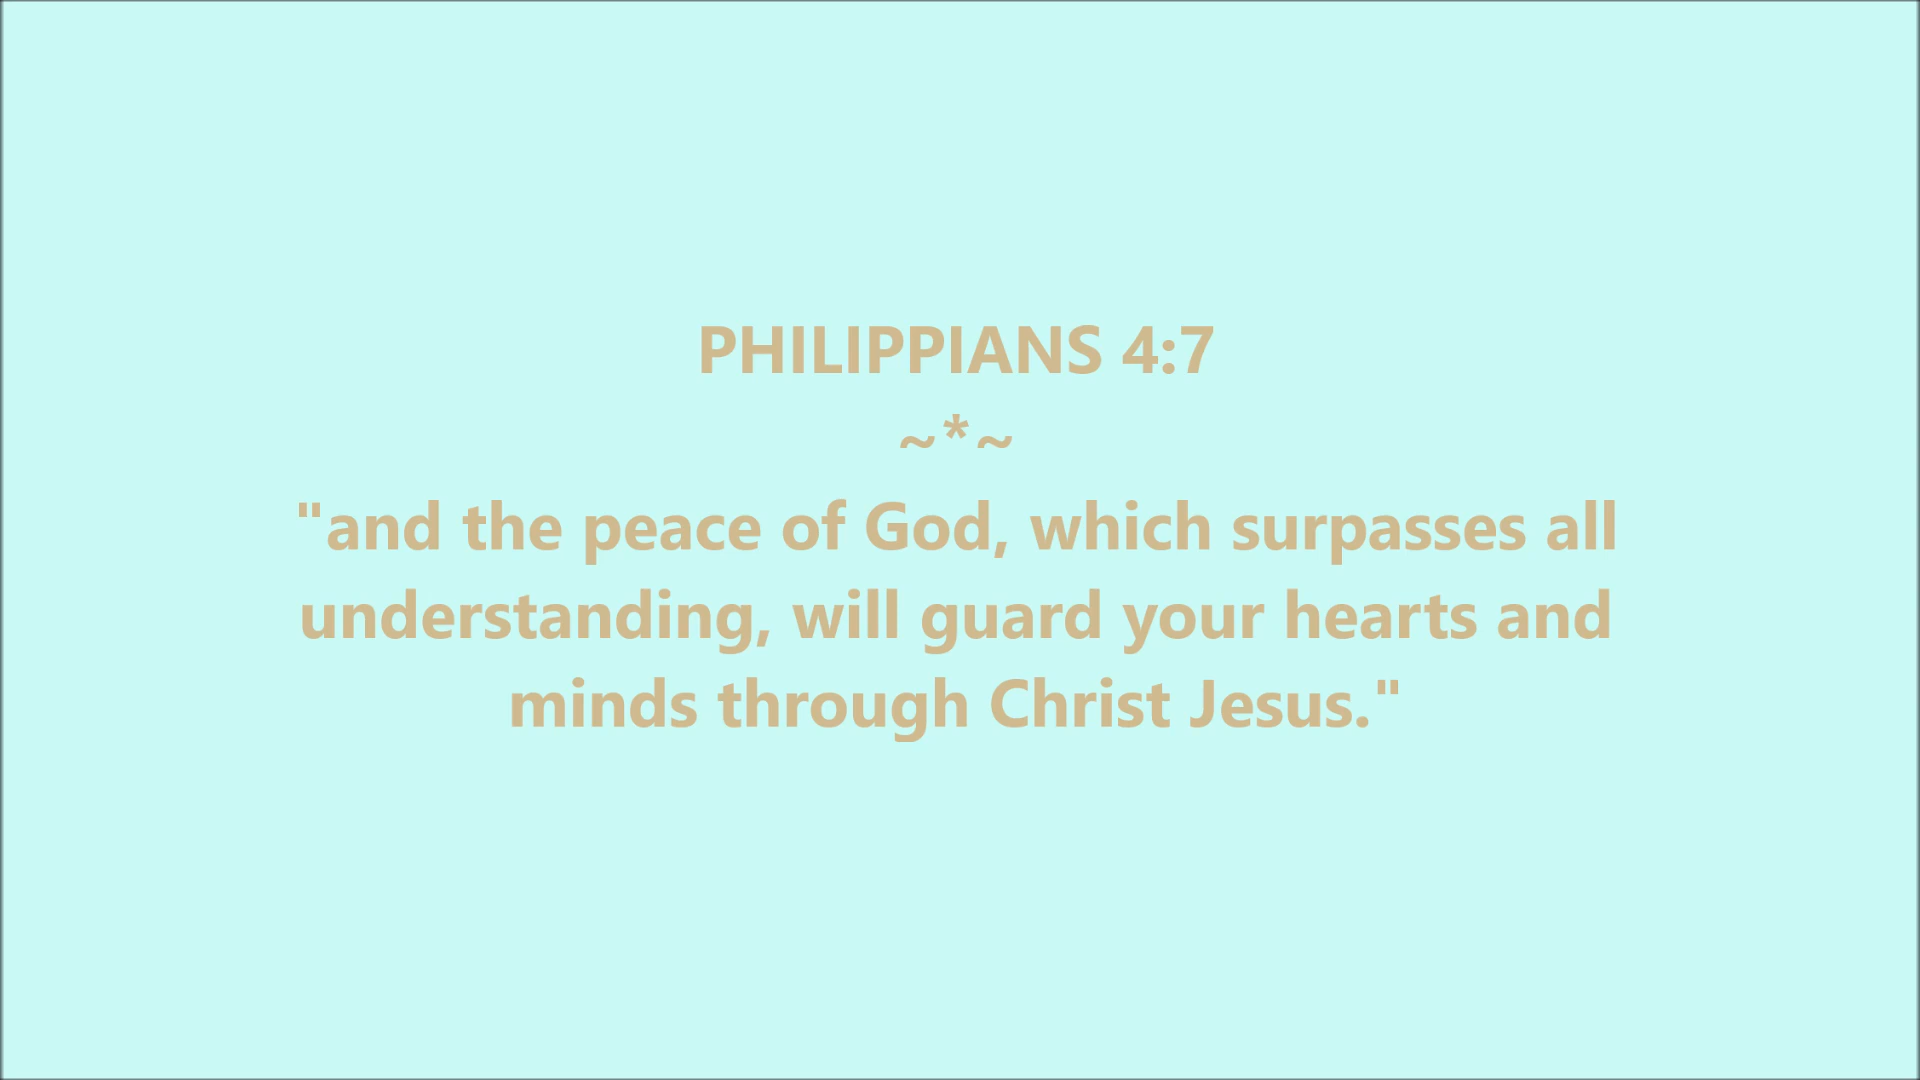 PHILIPPIANS 4:7
~*~
"and the peace of God, which surpasses all
understanding, will guard your hearts and
minds through Christ Jesus."